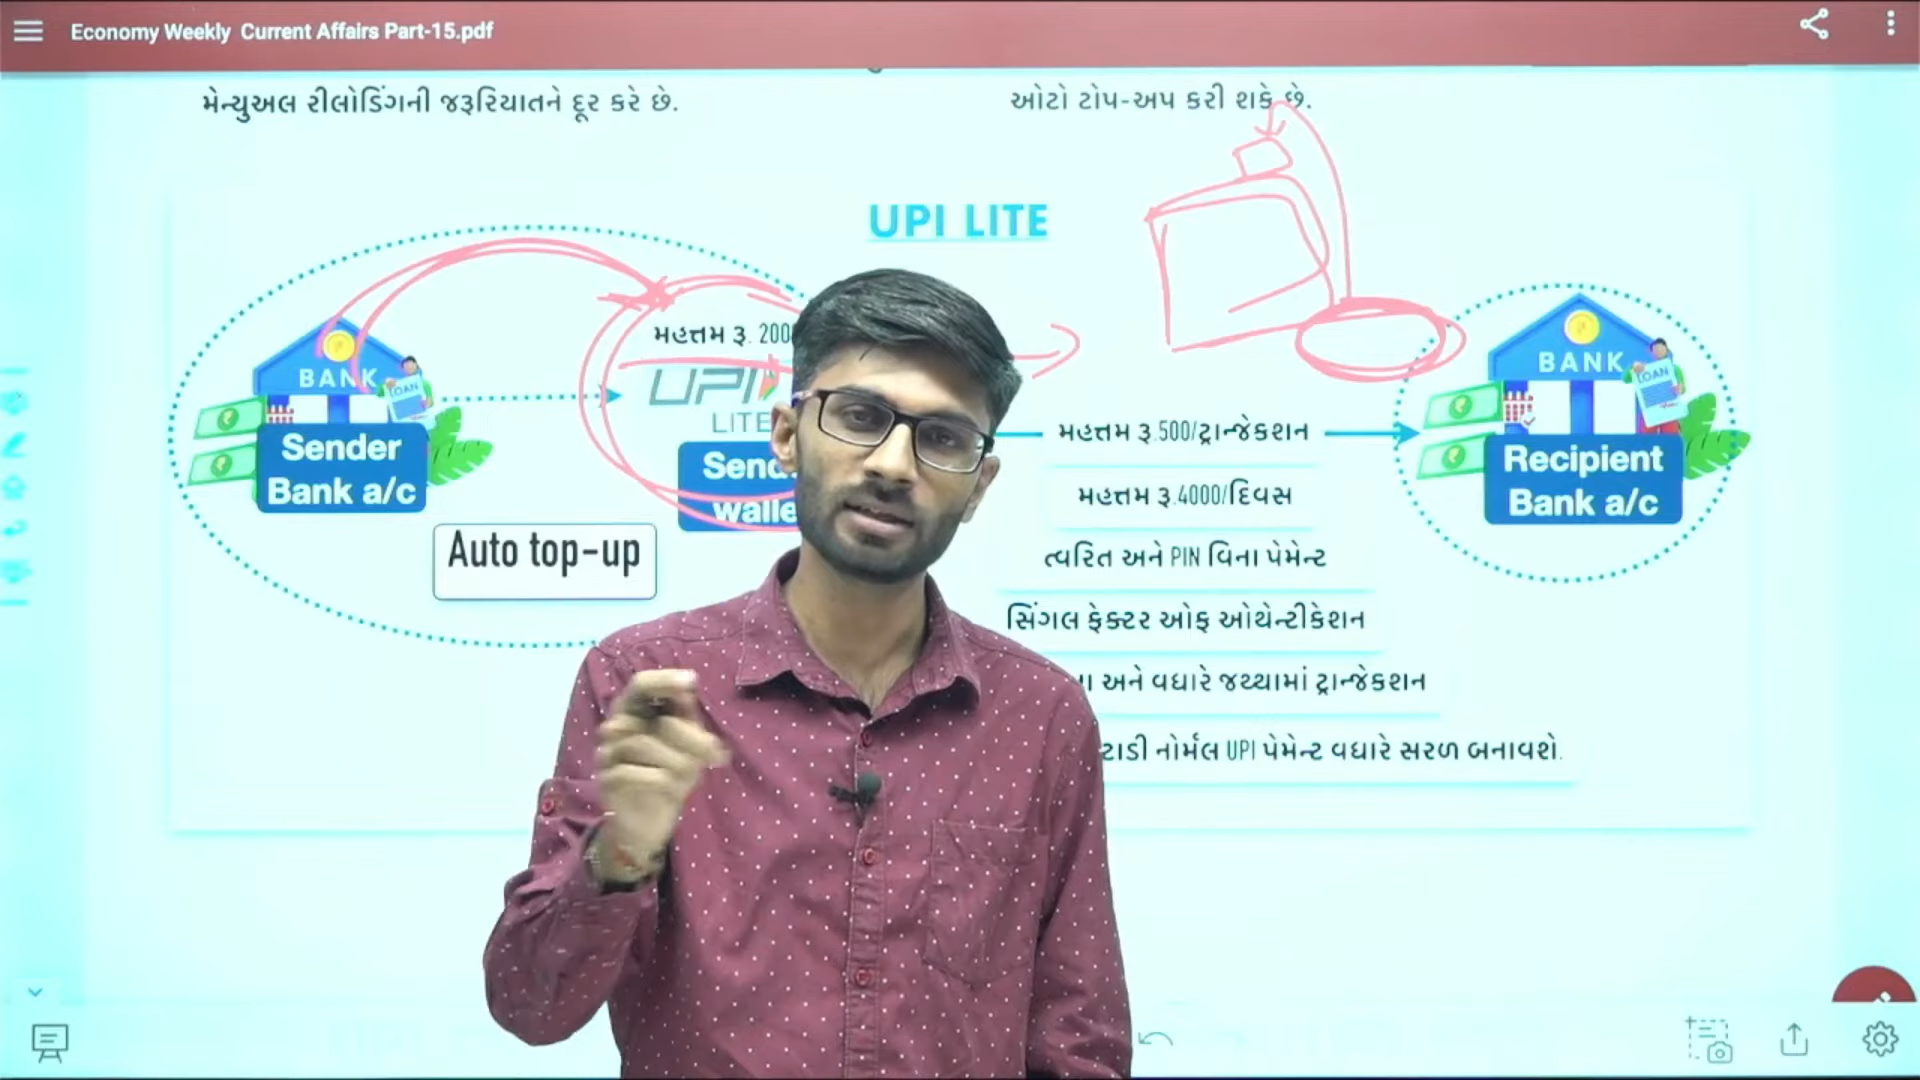 Economy Weekly Current Affairs Part-15.pdf
મેન્યુઅલ રીલોડિંગની જરૂરિયાતને દૂર કરે છે.
ઓટો ટોપ-અપ કરી શકે છે.
UPI LITE
BANK
LOAN
Sender
Bank a/c
Auto top-up
મહત્તમ રૂ. 200
UPI
LITE
મહત્તમ રૂ.500/ટ્રાન્જેકશન
મહત્તમ રૂ.4000/દિવસ
ત્વરિત અને PIN વિના પેમેન્ટ
સિંગલ ફેક્ટર ઓફ ઓથેન્ટીકેશન
અને વધારે જથ્થામાં ટ્રાન્જેકશન
નોર્મલ UPI પેમેન્ટ વધારે સરળ બનાવશે.
BANK
LOAN
Recipient
Bank a/c